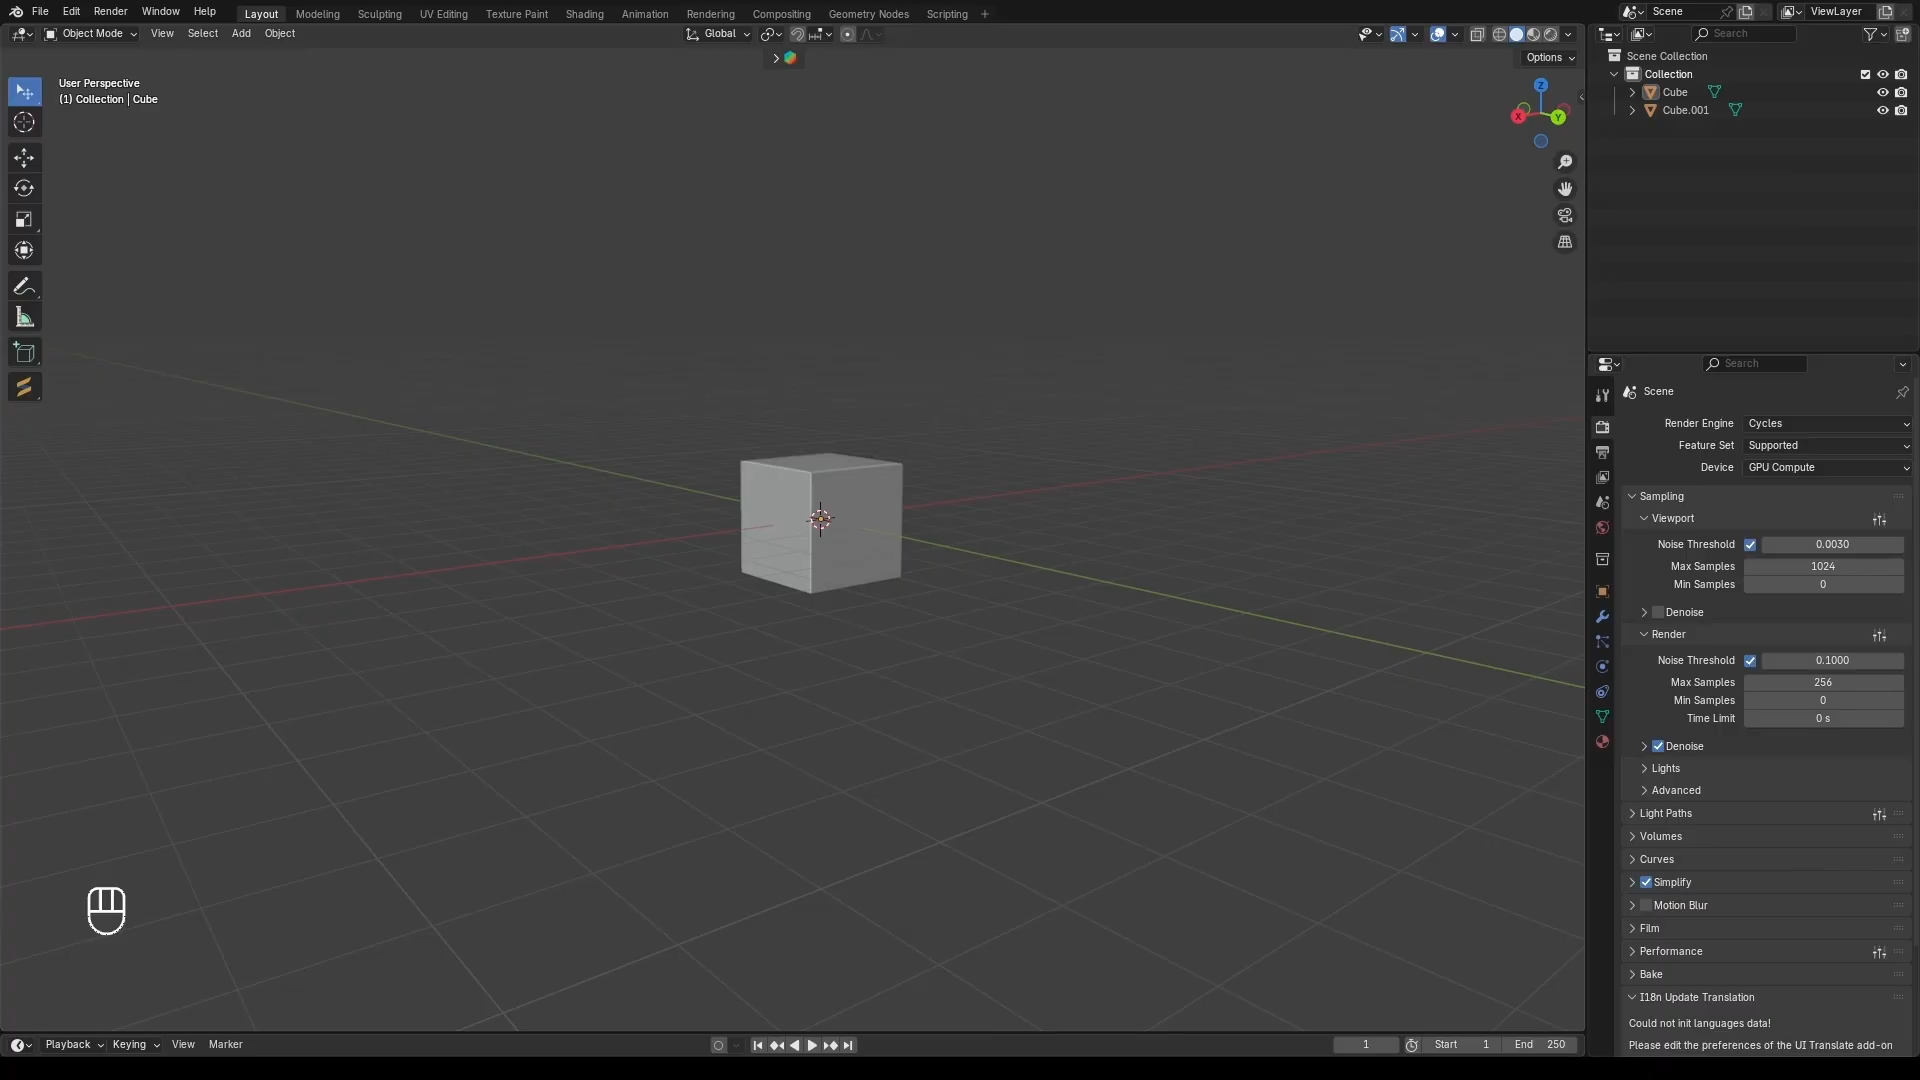 File Edit Render Window Help Layout Modeling Sculpting UV Editing Texture Paint Shading Animation Rendering Compositing Geometry Nodes Scripting + Scene ViewLayer
Object Mode View Select Add Object Global Search
Options
User Perspective
(1) Collection | Cube
Z
X
Y
Scene Collection
Collection
Cube
Cube.001
Search
Scene
Render Engine Cycles
Feature Set Supported
Device GPU Compute
Sampling
Viewport
Noise Threshold 0.0030
Max Samples 1024
Min Samples 0
Denoise
Render
Noise Threshold 0.1000
Max Samples 256
Min Samples 0
Time Limit 0 s
Denoise
Lights
Advanced
Light Paths
Volumes
Curves
Simplify
Motion Blur
Film
Performance
Bake
I18n Update Translation
Could not init languages data!
Please edit the preferences of the UI Translate add-on
Playback Keying View Marker 1 Start 1 End 250